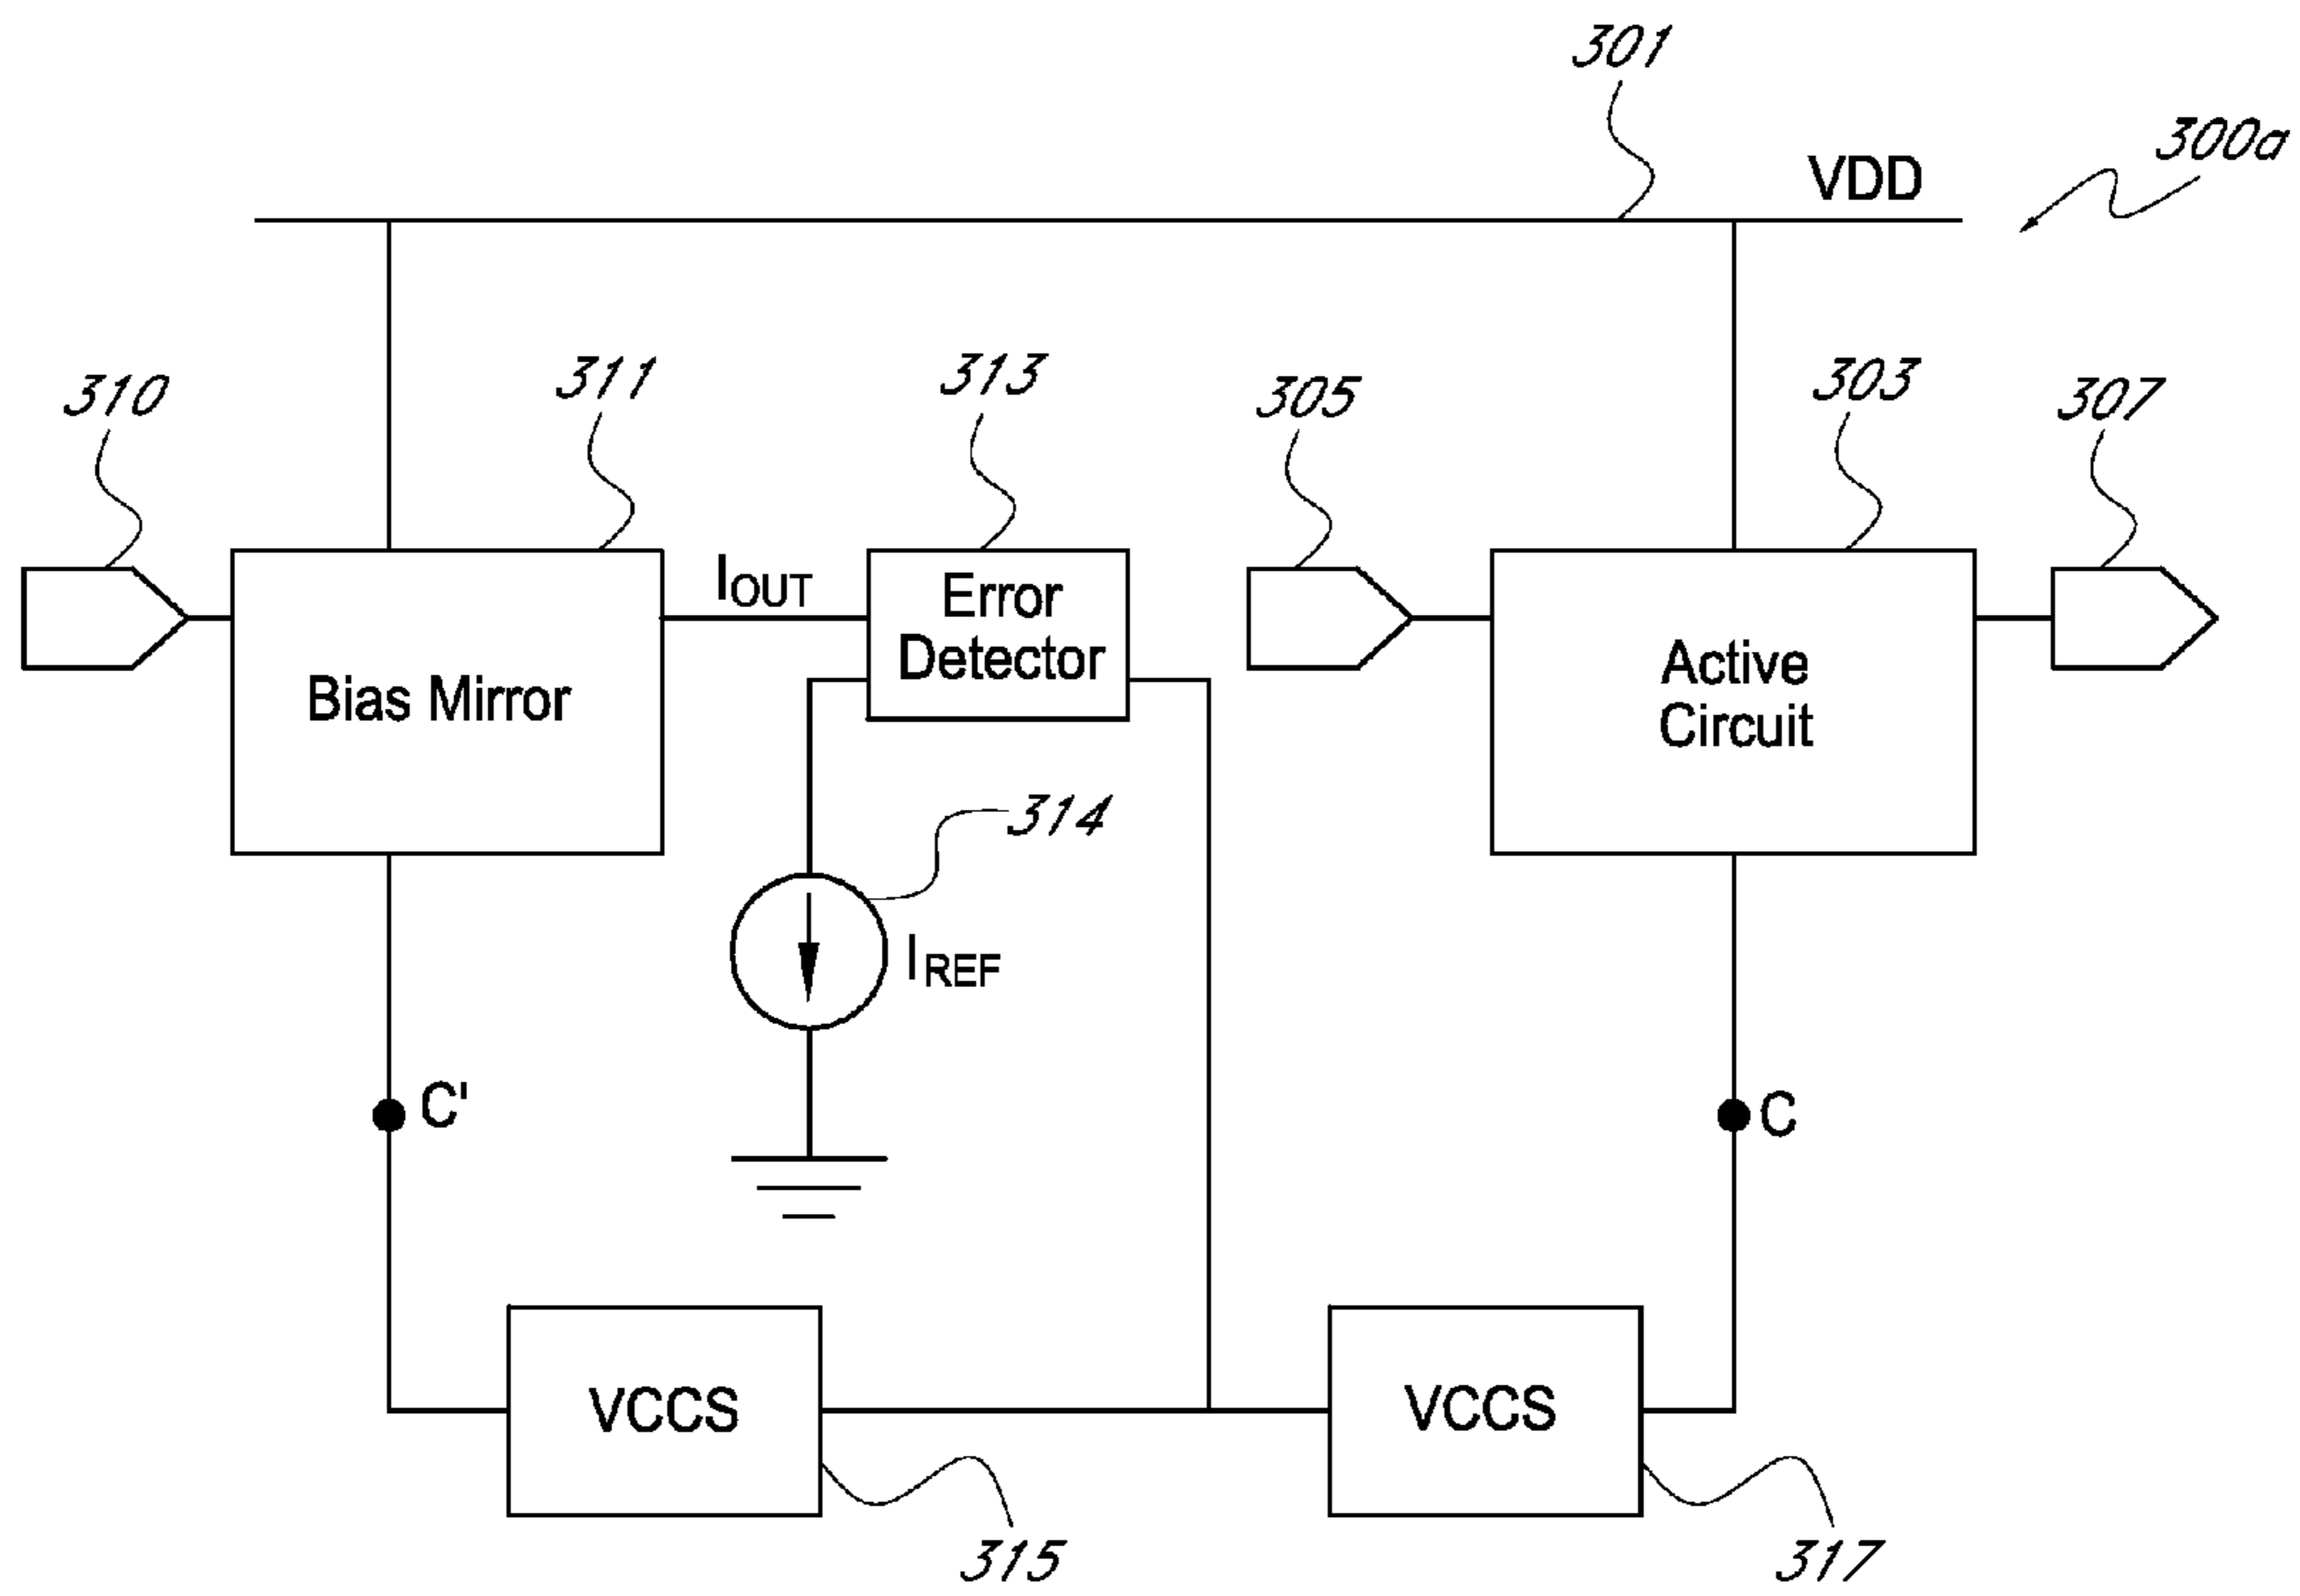 301
300a
VDD
310
311
313
305
303
307
IOUT
Error
Detector
Bias Mirror
Active
Circuit
314
IREF
C'
C
VCCS
VCCS
315
317